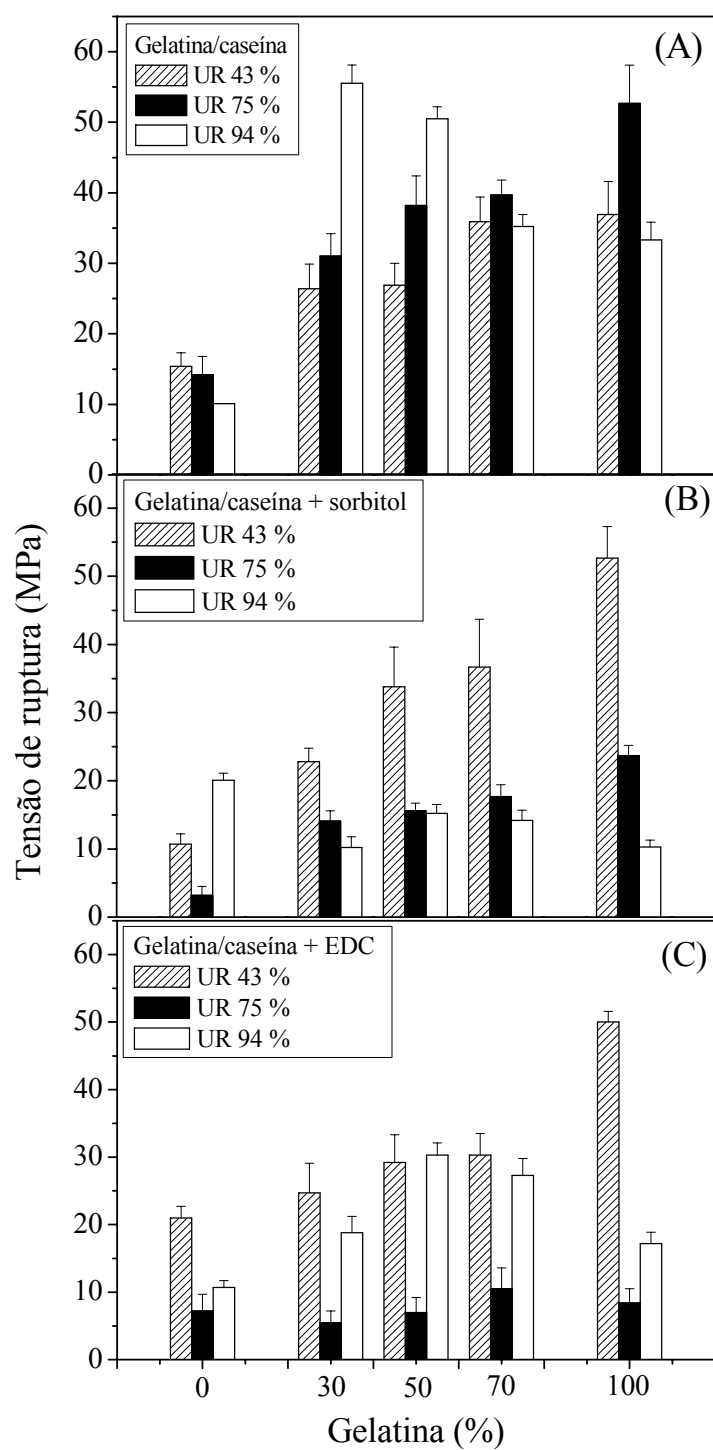 Gelatina/caseína
UR 43 %
UR 75 %
UR 94 %
(A)
60
50
40
30
20
10
0
Gelatina/caseína + sorbitol
UR 43 %
UR 75 %
UR 94 %
(B)
60
50
40
30
20
10
0
Tensão de ruptura (MPa)
Gelatina/caseína + EDC
UR 43 %
UR 75 %
UR 94 %
(C)
60
50
40
30
20
10
0
0 30 50 70 100
Gelatina (%)